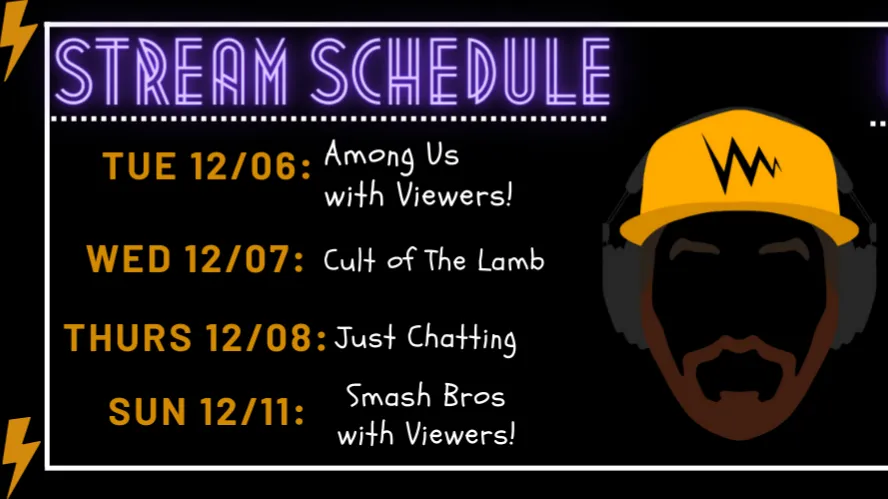 STREAM SCHEDULE
TUE 12/06: Among Us
with Viewers!
WED 12/07: Cult of The Lamb
THURS 12/08: Just Chatting
SUN 12/11: Smash Bros
with Viewers!